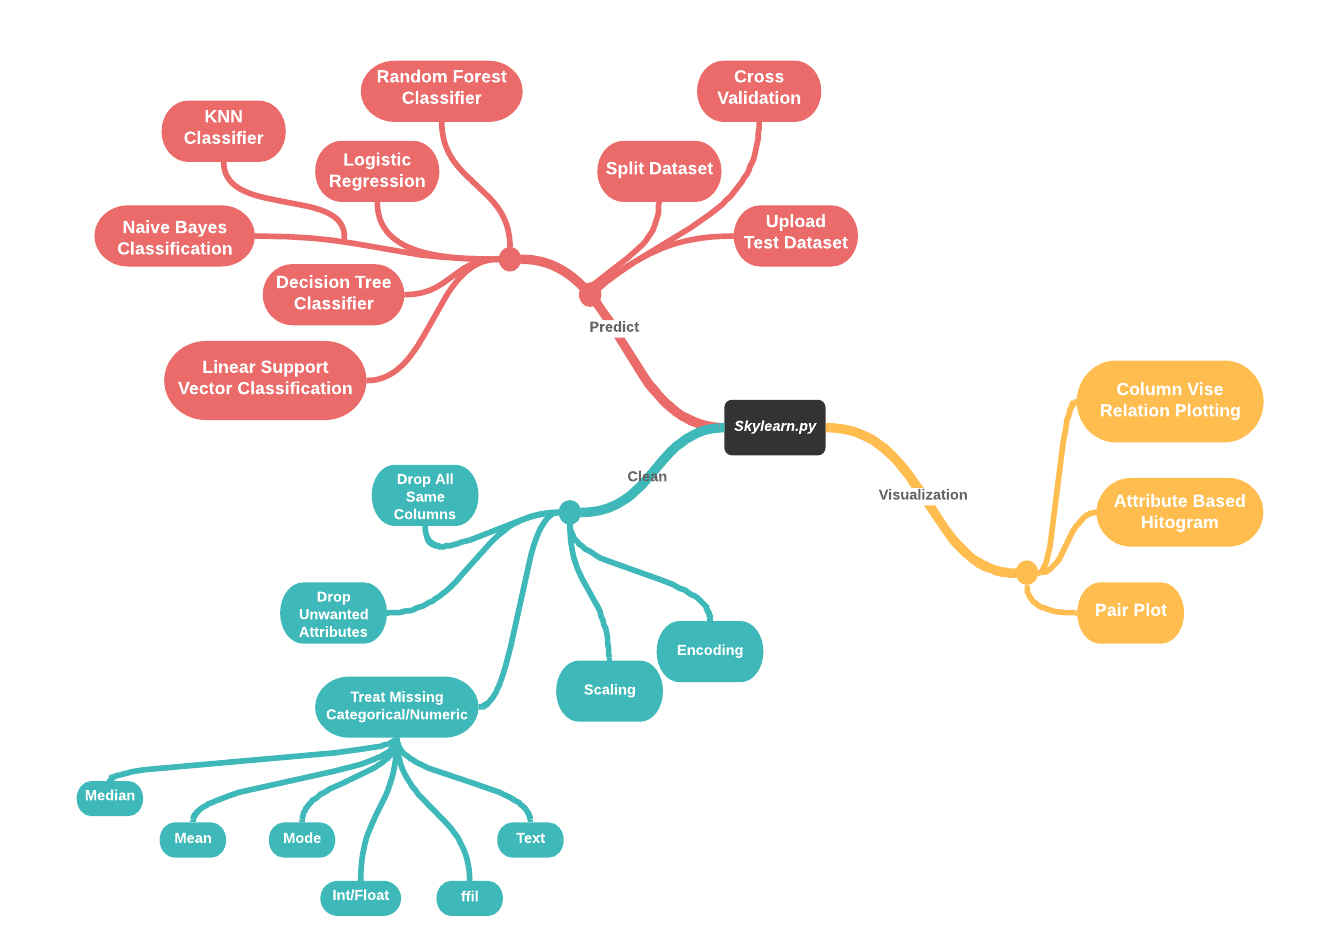 Random Forest
Classifier
Cross
Validation
KNN
Classifier
Logistic
Regression
Split Dataset
Naive Bayes
Classification
Upload
Test Dataset
Decision Tree
Classifier
Predict
Linear Support
Vector Classification
Skylearn.py
Column Vise
Relation Plotting
Clean
Visualization
Drop All
Same
Columns
Attribute Based
Hitogram
Drop
Unwanted
Attributes
Pair Plot
Encoding
Scaling
Treat Missing
Categorical/Numeric
Median
Mean
Mode
Text
Int/Float
ffil